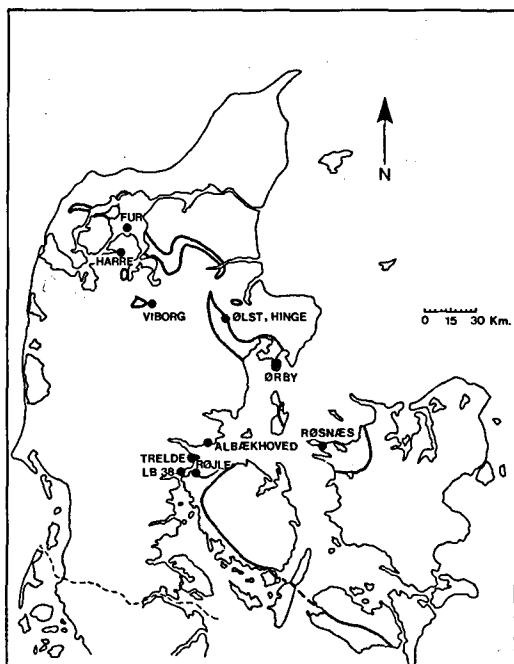 N
FUR
HARRE
VIBORG
ØLST, HINGE
0 15 30 Km.
ØRBY
RØSNÆS
ALBÆKHOVED
TRELDE
RØJLE
LB 38